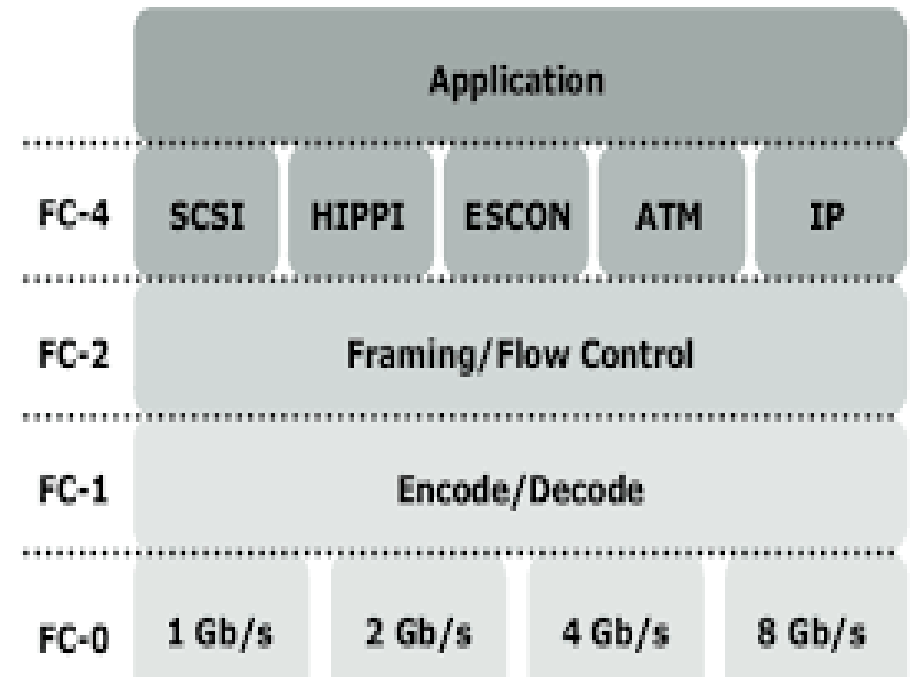 Application
FC-4 SCSI HIPPI ESCON ATM IP
FC-2 Framing/Flow Control
FC-1 Encode/Decode
FC-0 1 Gb/s 2 Gb/s 4 Gb/s 8 Gb/s